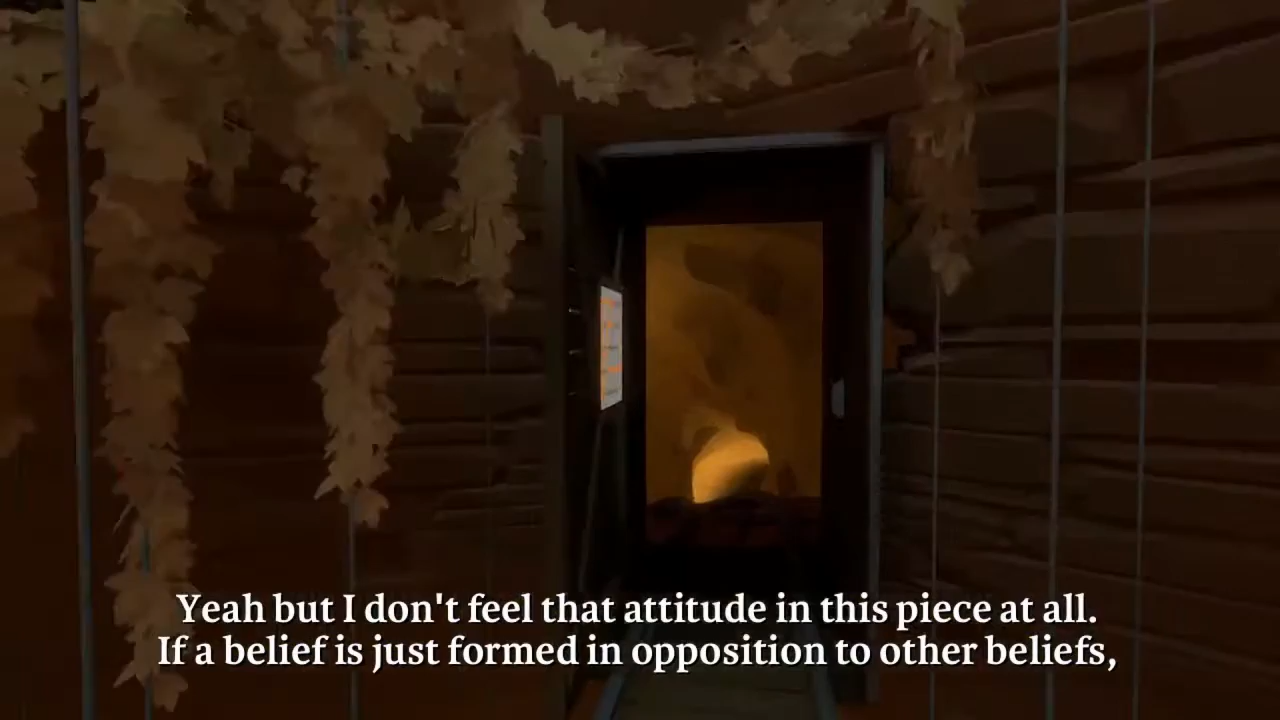 Yeah but I don't feel that attitude in this piece at all.
If a belief is just formed in opposition to other beliefs,